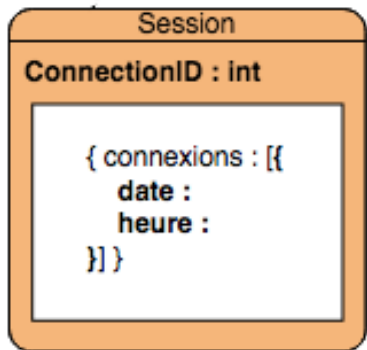 Session
ConnectionID : int
{ connexions : [{
date :
heure :
}] }